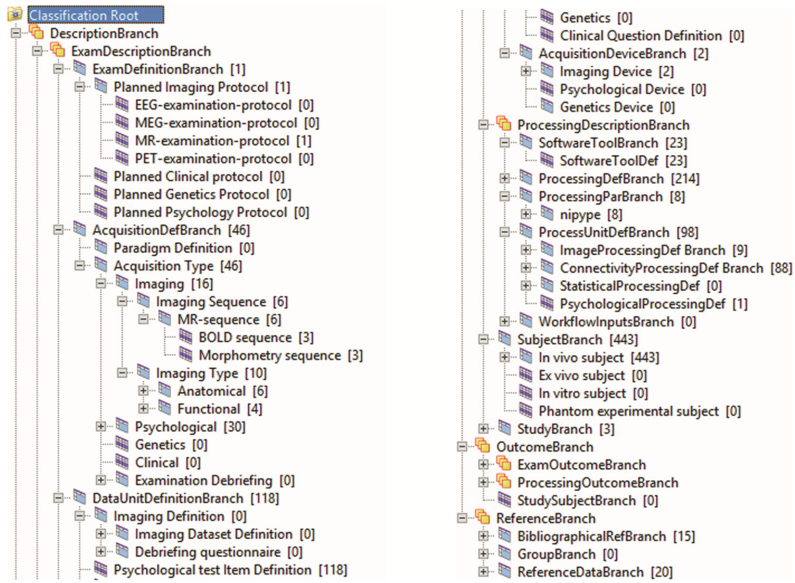 Classification Root
DescriptionBranch
ExamDescriptionBranch
ExamDefinitionBranch [1]
Planned Imaging Protocol [1]
EEG-examination-protocol [0]
MEG-examination-protocol [0]
MR-examination-protocol [1]
PET-examination-protocol [0]
Planned Clinical protocol [0]
Planned Genetics Protocol [0]
Planned Psychology Protocol [0]
AcquisitionDefBranch [46]
Paradigm Definition [0]
Acquisition Type [46]
Imaging [16]
Imaging Sequence [6]
MR-sequence [6]
BOLD sequence [3]
Morphometry sequence [3]
Imaging Type [10]
Anatomical [6]
Functional [4]
Psychological [30]
Genetics [0]
Clinical [0]
Examination Debriefing [0]
DataUnitDefinitionBranch [118]
Imaging Definition [0]
Imaging Dataset Definition [0]
Debriefing questionnaire [0]
Psychological test Item Definition [118]
Genetics [0]
Clinical Question Definition [0]
AcquisitionDeviceBranch [2]
Imaging Device [2]
Psychological Device [0]
Genetics Device [0]
ProcessingDescriptionBranch
SoftwareToolBranch [23]
SoftwareToolDef [23]
ProcessingDefBranch [214]
ProcessingParBranch [8]
nipype [8]
ProcessUnitDefBranch [98]
ImageProcessingDef Branch [9]
ConnectivityProcessingDef Branch [88]
StatisticalProcessingDef [0]
PsychologicalProcessingDef [1]
WorkflowInputsBranch [0]
SubjectBranch [443]
In vivo subject [443]
Ex vivo subject [0]
In vitro subject [0]
Phantom experimental subject [0]
StudyBranch [3]
OutcomeBranch
ExamOutcomeBranch
ProcessingOutcomeBranch
StudySubjectBranch [0]
ReferenceBranch
BibliographicalRefBranch [15]
GroupBranch [0]
ReferenceDataBranch [20]